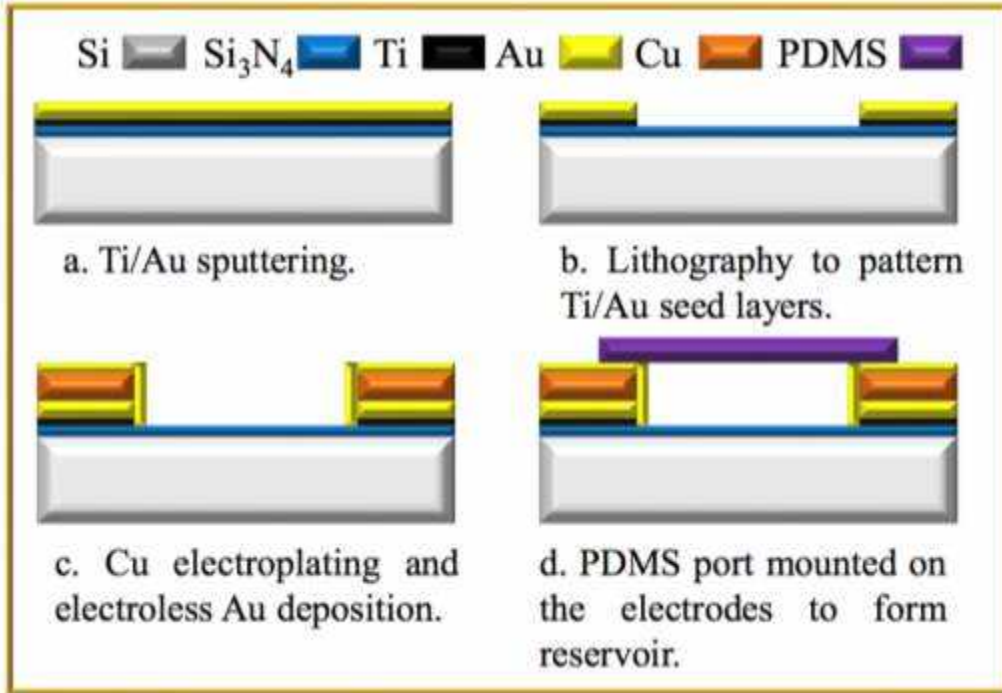 Si Si₃N₄ Ti Au Cu PDMS
a. Ti/Au sputtering.
b. Lithography to pattern
Ti/Au seed layers.
c. Cu electroplating and
electroless Au deposition.
d. PDMS port mounted on
the electrodes to form
reservoir.